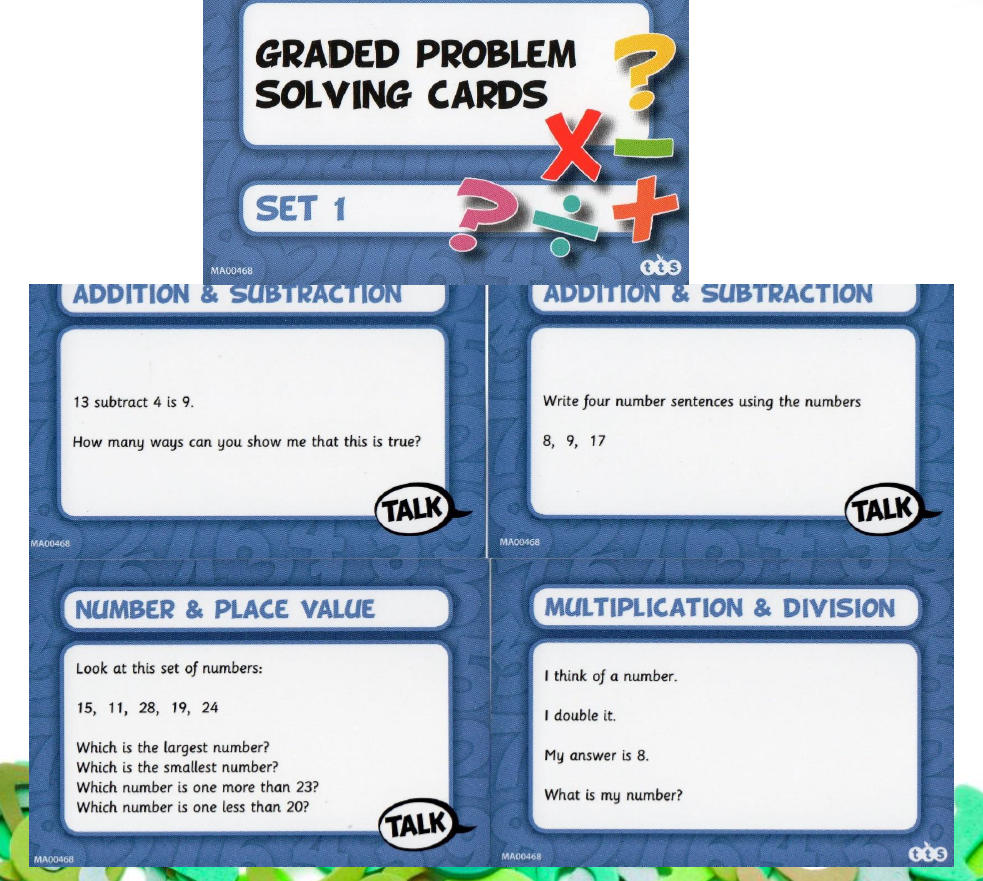 GRADED PROBLEM
SOLVING CARDS
SET 1
MA00468
tts
ADDITION & SUBTRACTION
13 subtract 4 is 9.
How many ways can you show me that this is true?
TALK
MA00468
ADDITION & SUBTRACTION
Write four number sentences using the numbers
8, 9, 17
TALK
MA00468
NUMBER & PLACE VALUE
Look at this set of numbers:
15, 11, 28, 19, 24
Which is the largest number?
Which is the smallest number?
Which number is one more than 23?
Which number is one less than 20?
TALK
MA00468
MULTIPLICATION & DIVISION
I think of a number.
I double it.
My answer is 8.
What is my number?
MA00468
tts